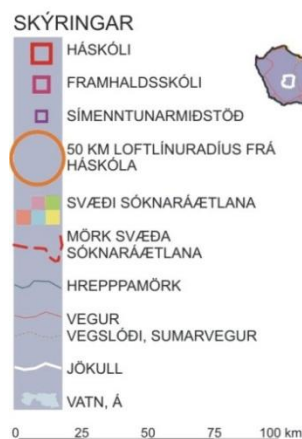 SKÝRINGAR
HÁSKÓLI
FRAMHALDSSKÓLI
SÍMENNTUNARMIÐSTÖÐ
50 KM LOFTLÍNURADÍUS FRÁ
HÁSKÓLA
SVÆÐI SÓKNARÁÆTLANA
MÖRK SVÆÐA
SÓKNARÁÆTLANA
HREPPPAMÖRK
VEGUR
VEGSLÓÐI, SUMARVEGUR
JÖKULL
VATN, Á
0 25 50 75 100 km